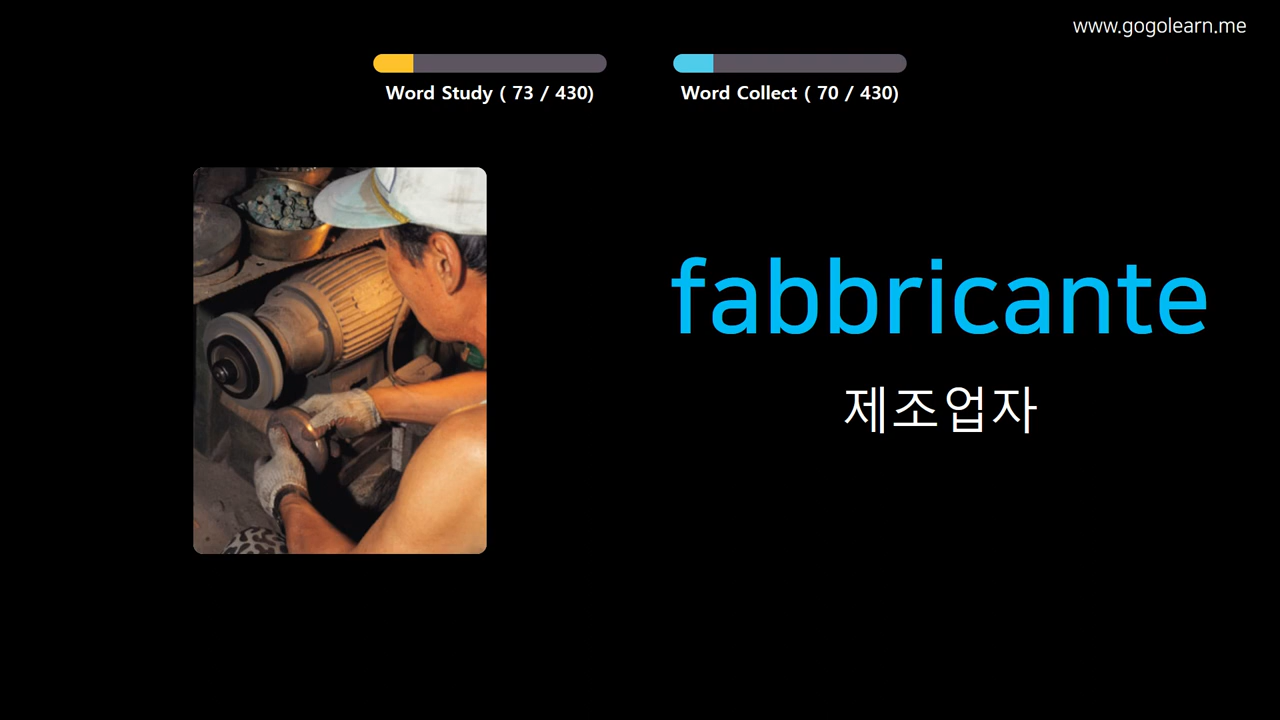 www.gogolearn.me
Word Study ( 73 / 430)
Word Collect ( 70 / 430)
fabbricante
제조업자